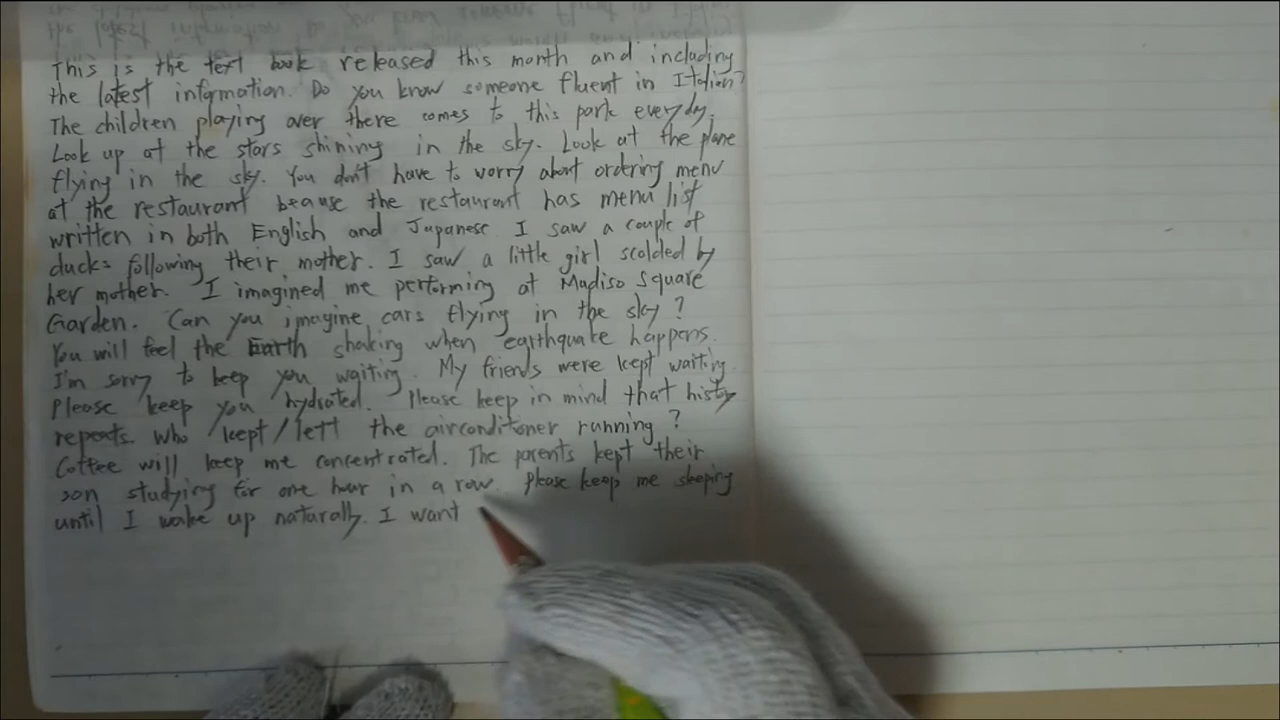 This is the text book released this month and including
the latest information. Do you know someone fluent in Italian?
The children playing over there comes to this park everyday.
Look up at the stars shining in the sky. Look at the plane
flying in the sky. You don't have to worry about ordering menu
at the restaurant beause the restaurant has menu list
written in both English and Japanese I saw a couple of
ducks following their mother. I saw a little girl scolded by
her mother. I imagined me performing at Madiso Square
Garden. Can you imagine cars flying in the sky?
You will feel the Earth shaking when earthquake happens.
I'm sorry to keep you waiting. My friends were kept waiting.
Please keep you hydrated. Please keep in mind that history
repeats. Who kept/left the airconditoner running?
Coffee will keep me concentrated. The parents kept their
son studying for one hour in a row. Please keep me sleeping
until I wake up naturally. I want